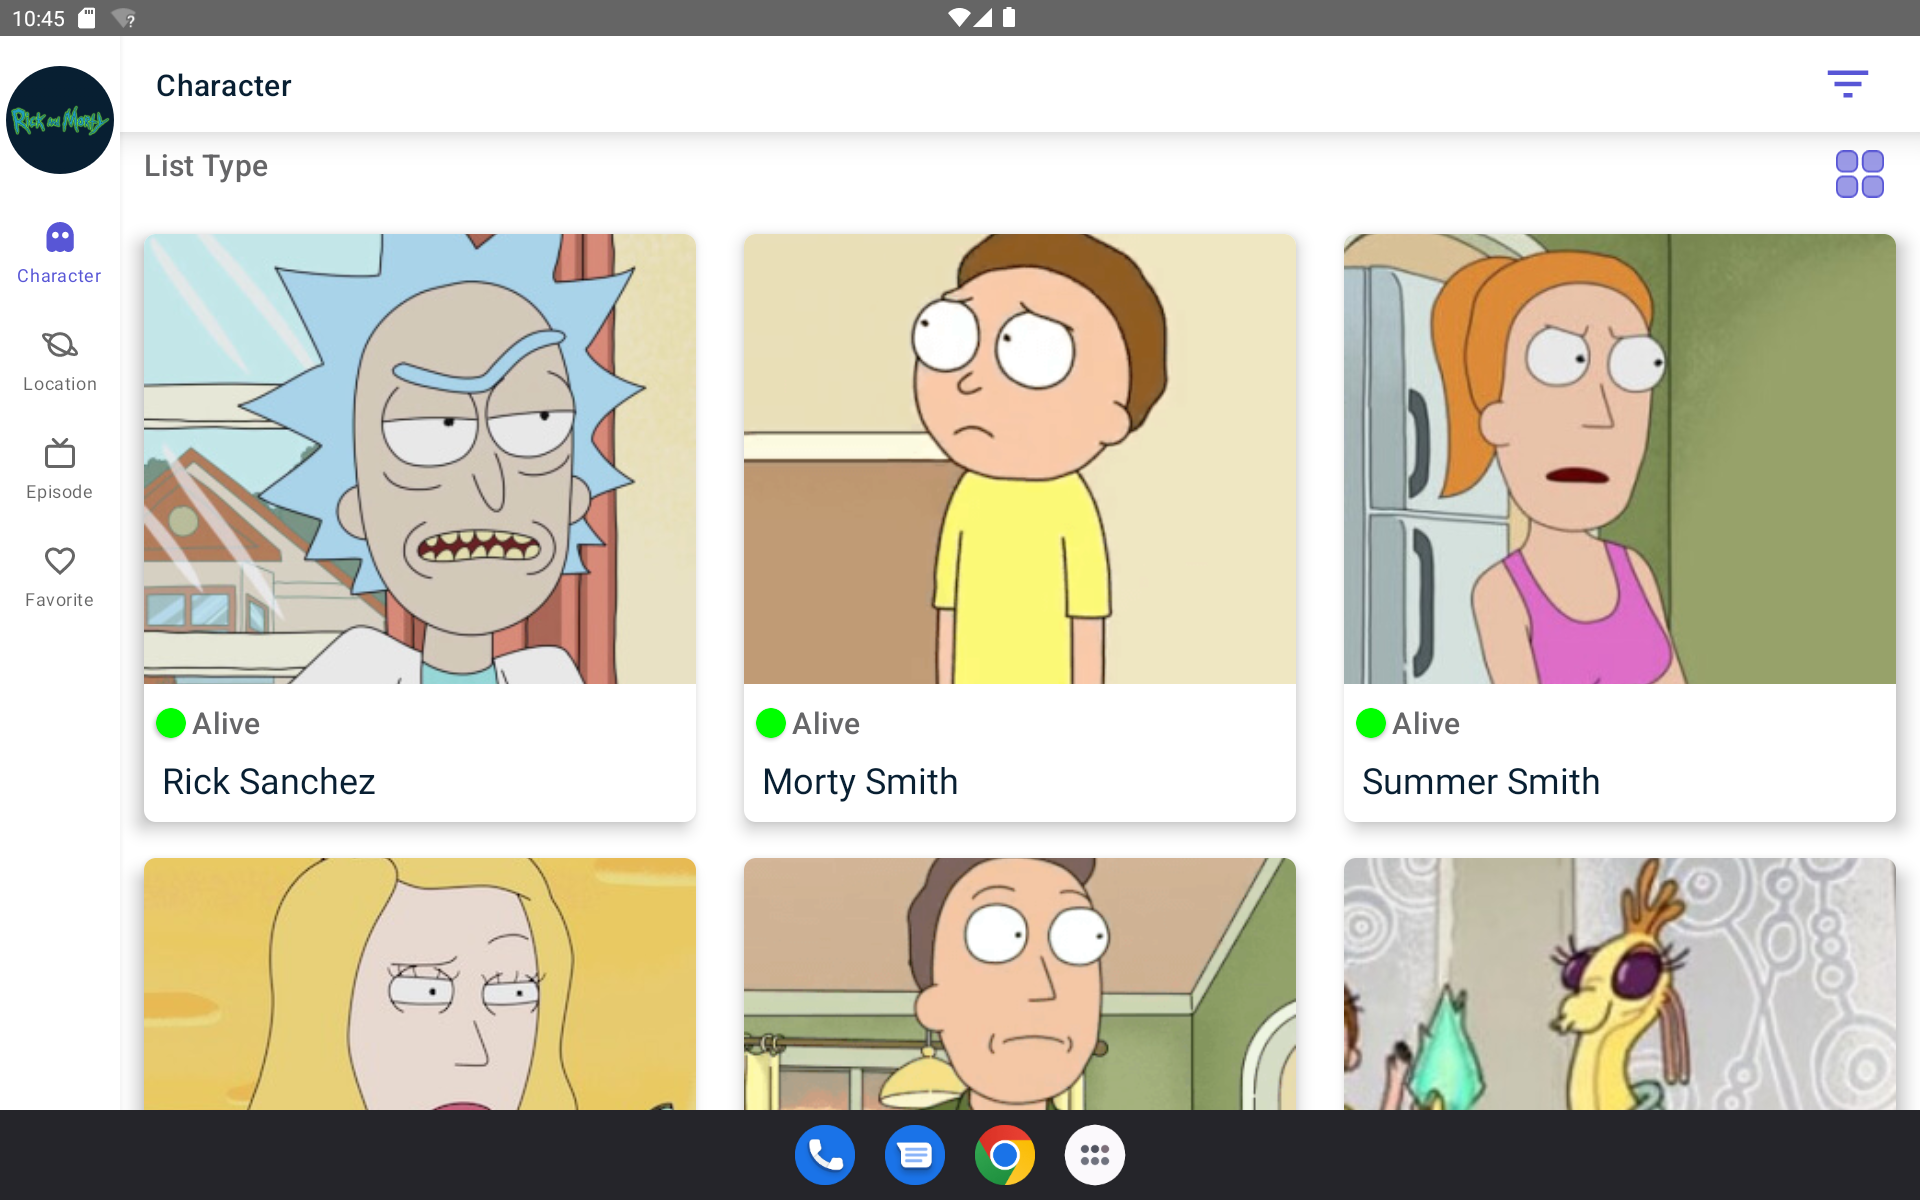 10:45
?
Character
Rick and Morty
List Type
Character
Location
Episode
Favorite
Alive
Rick Sanchez
Alive
Morty Smith
Alive
Summer Smith